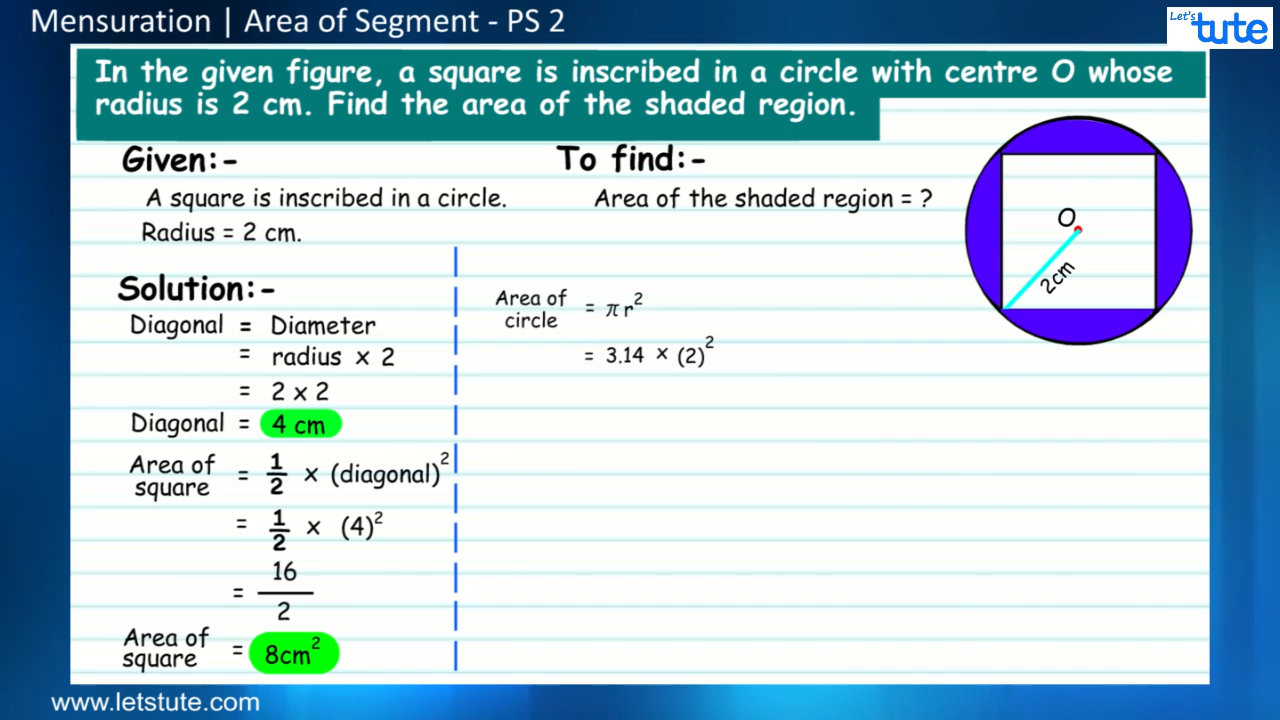 Mensuration | Area of Segment - PS 2
Let's
tute
In the given figure, a square is inscribed in a circle with centre O whose
radius is 2 cm. Find the area of the shaded region.
Given:-
A square is inscribed in a circle.
Radius = 2 cm.
To find:-
Area of the shaded region = ?
O
2cm
Solution:-
Diagonal = Diameter
= radius × 2
= 2 × 2
Diagonal = 4 cm
Area of square = 1/2 × (diagonal)²
= 1/2 × (4)²
= 16/2
Area of square = 8cm²
Area of circle = πr²
= 3.14 × (2)²
www.letstute.com